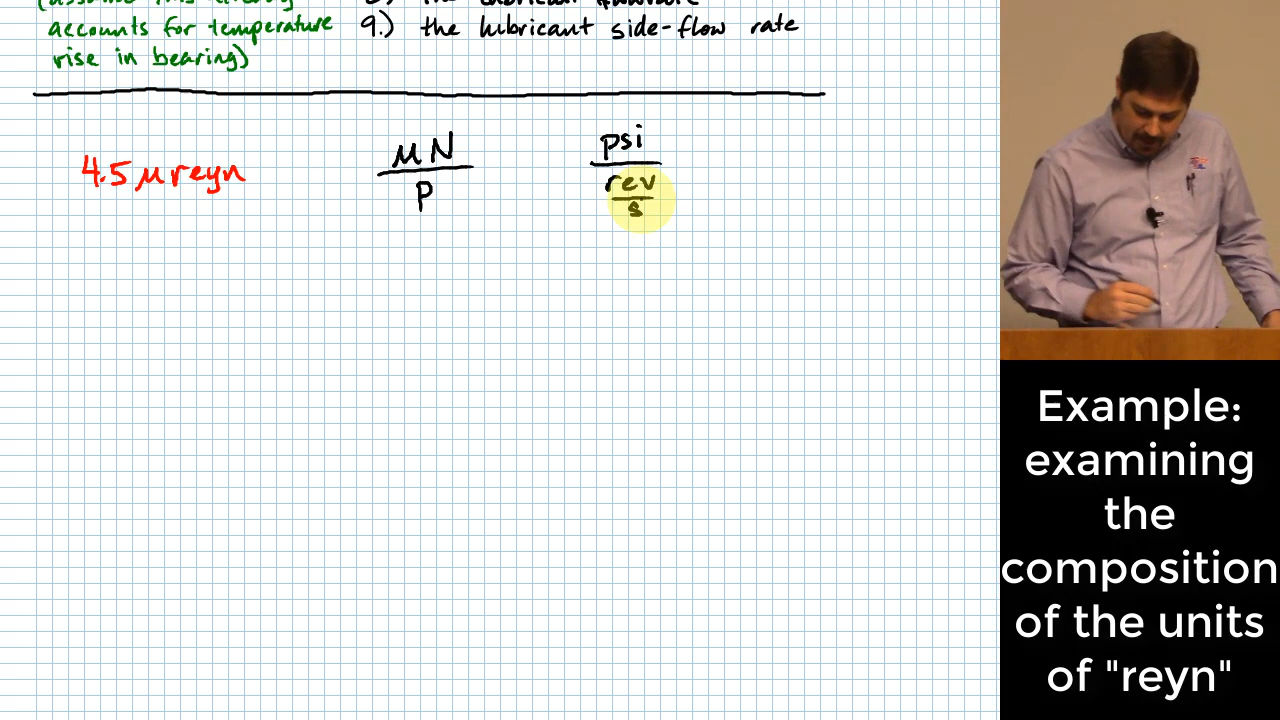 accounts for temperature
rise in bearing)
9.) the lubricant side-flow rate
4.5 μreyn
μN
P
psi
rev
s
Example:
examining
the
composition
of the units
of "reyn"